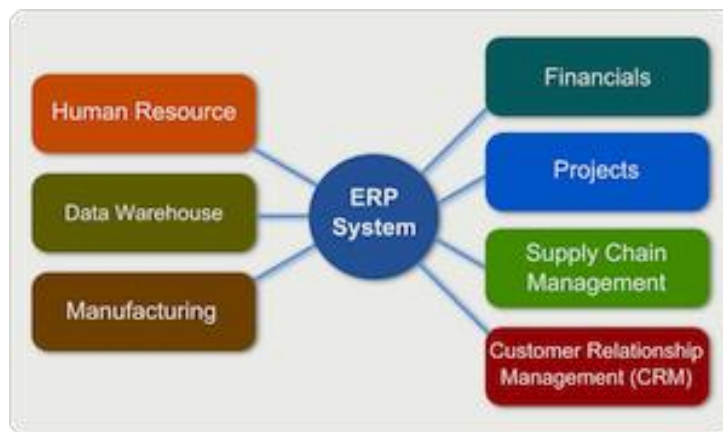 Human Resource
Data Warehouse
Manufacturing
ERP
System
Financials
Projects
Supply Chain
Management
Customer Relationship
Management (CRM)